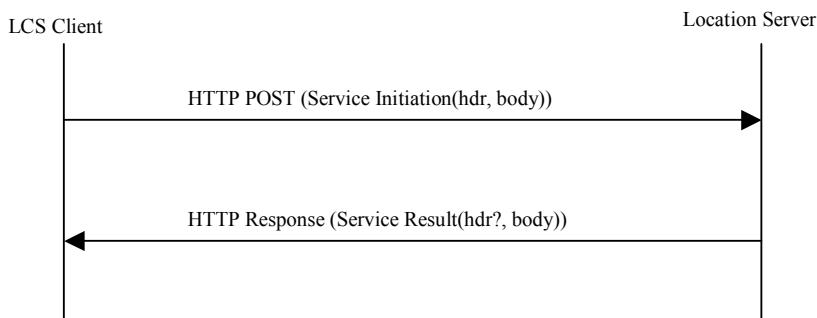 LCS Client
Location Server
HTTP POST (Service Initiation(hdr, body))
HTTP Response (Service Result(hdr?, body))